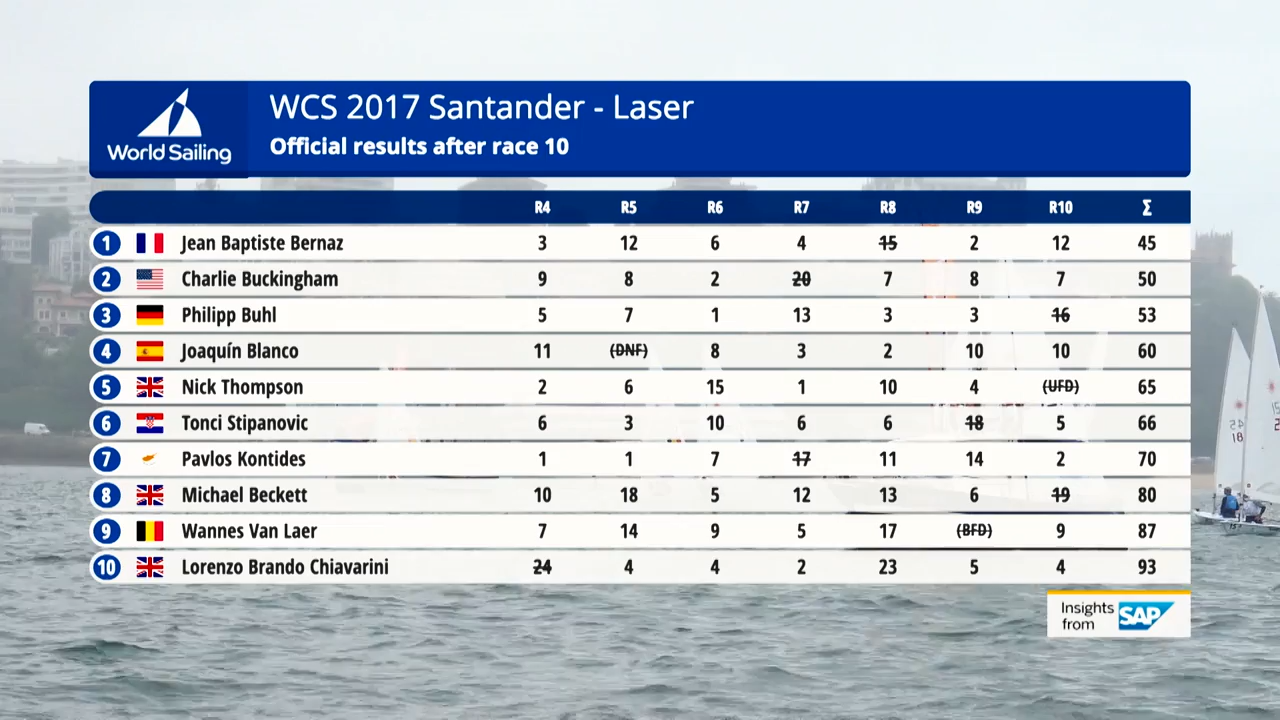 WCS 2017 Santander - Laser
World Sailing
Official results after race 10
R4 R5 R6 R7 R8 R9 R10 Σ
1 Jean Baptiste Bernaz 3 12 6 4 15 2 12 45
2 Charlie Buckingham 9 8 2 20 7 8 7 50
3 Philipp Buhl 5 7 1 13 3 3 16 53
4 Joaquín Blanco 11 (DNF) 8 3 2 10 10 60
5 Nick Thompson 2 6 15 1 10 4 (UFD) 65
6 Tonci Stipanovic 6 3 10 6 6 18 5 66
7 Pavlos Kontides 1 1 7 17 11 14 2 70
8 Michael Beckett 10 18 5 12 13 6 19 80
9 Wannes Van Laer 7 14 9 5 17 (BFD) 9 87
10 Lorenzo Brando Chiavarini 24 4 4 2 23 5 4 93
Insights
from SAP